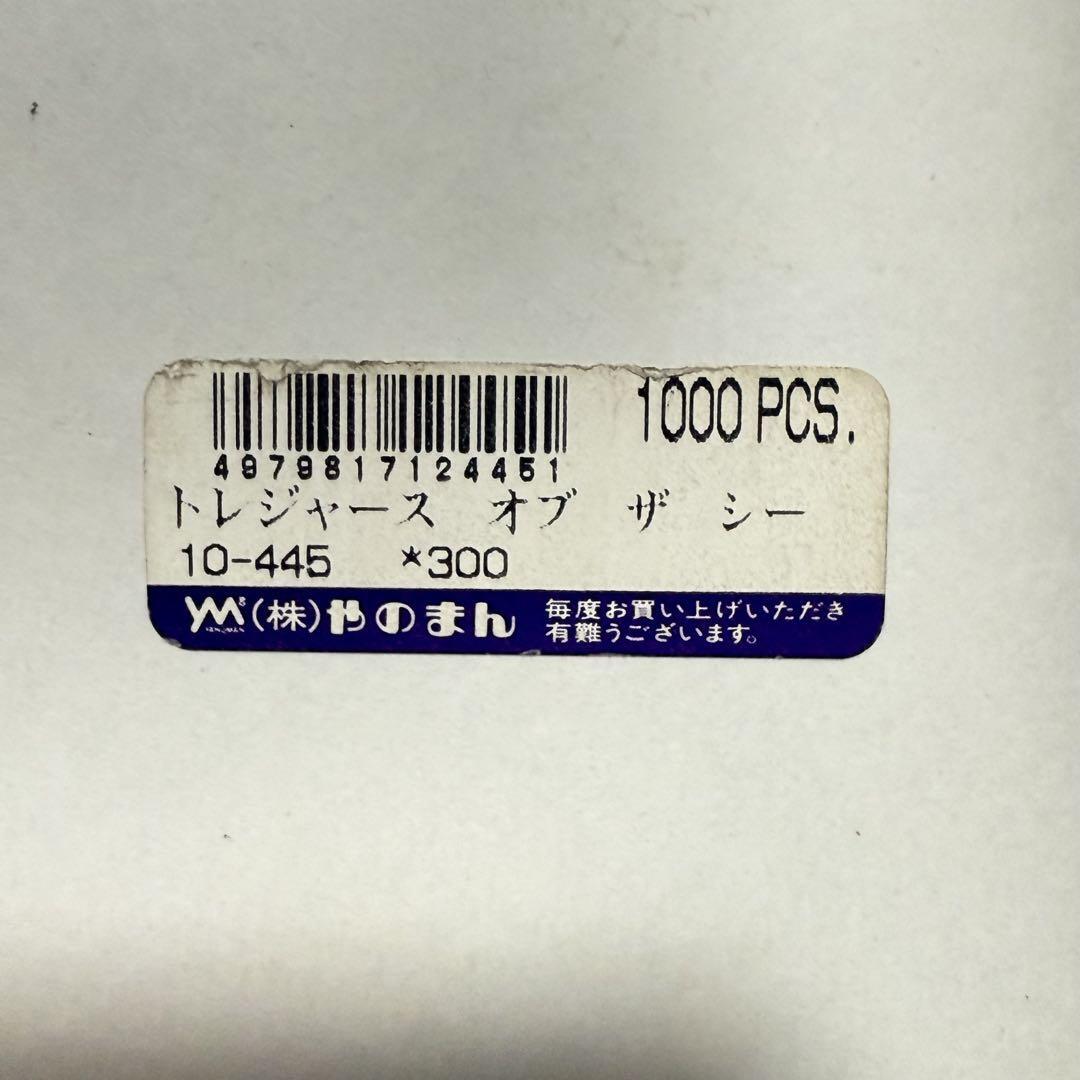 1000 PCS.
4979817124451
トレジャース オブ ザ シー
10-445 *300
YM (株)やのまん 毎度お買い上げいただき
有難うございます。